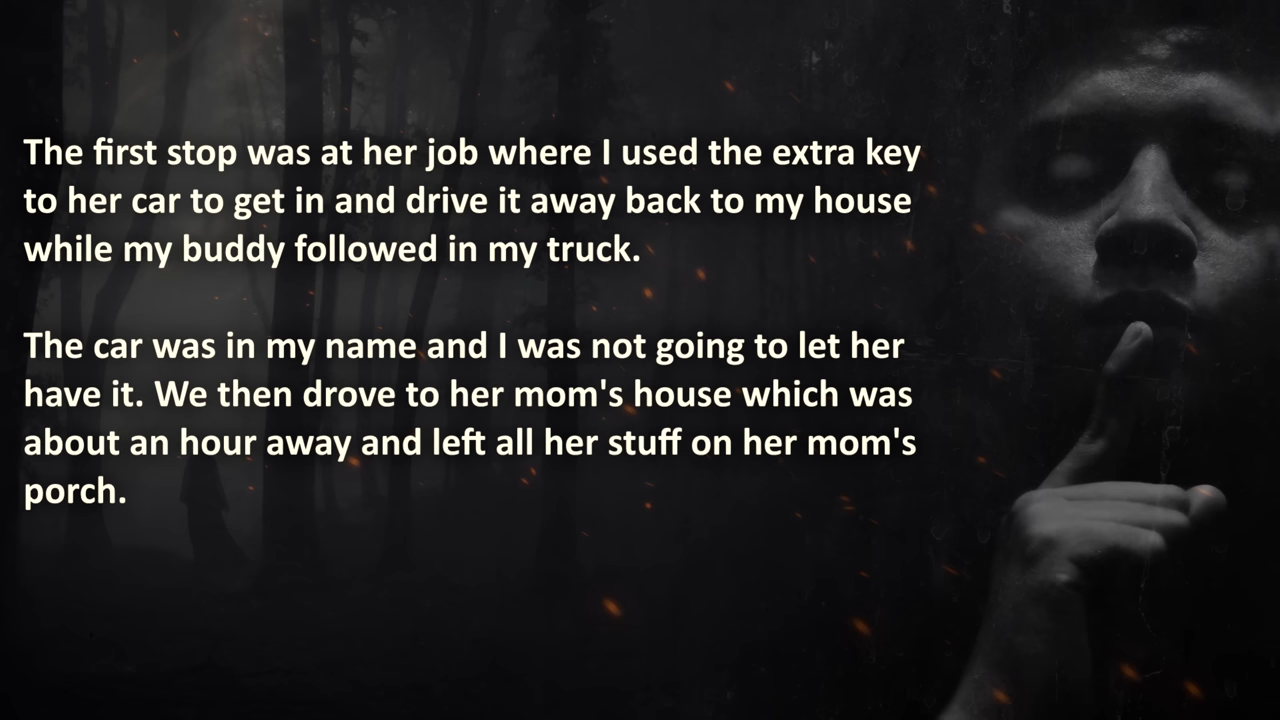 The first stop was at her job where I used the extra key
to her car to get in and drive it away back to my house
while my buddy followed in my truck.
The car was in my name and I was not going to let her
have it. We then drove to her mom's house which was
about an hour away and left all her stuff on her mom's
porch.